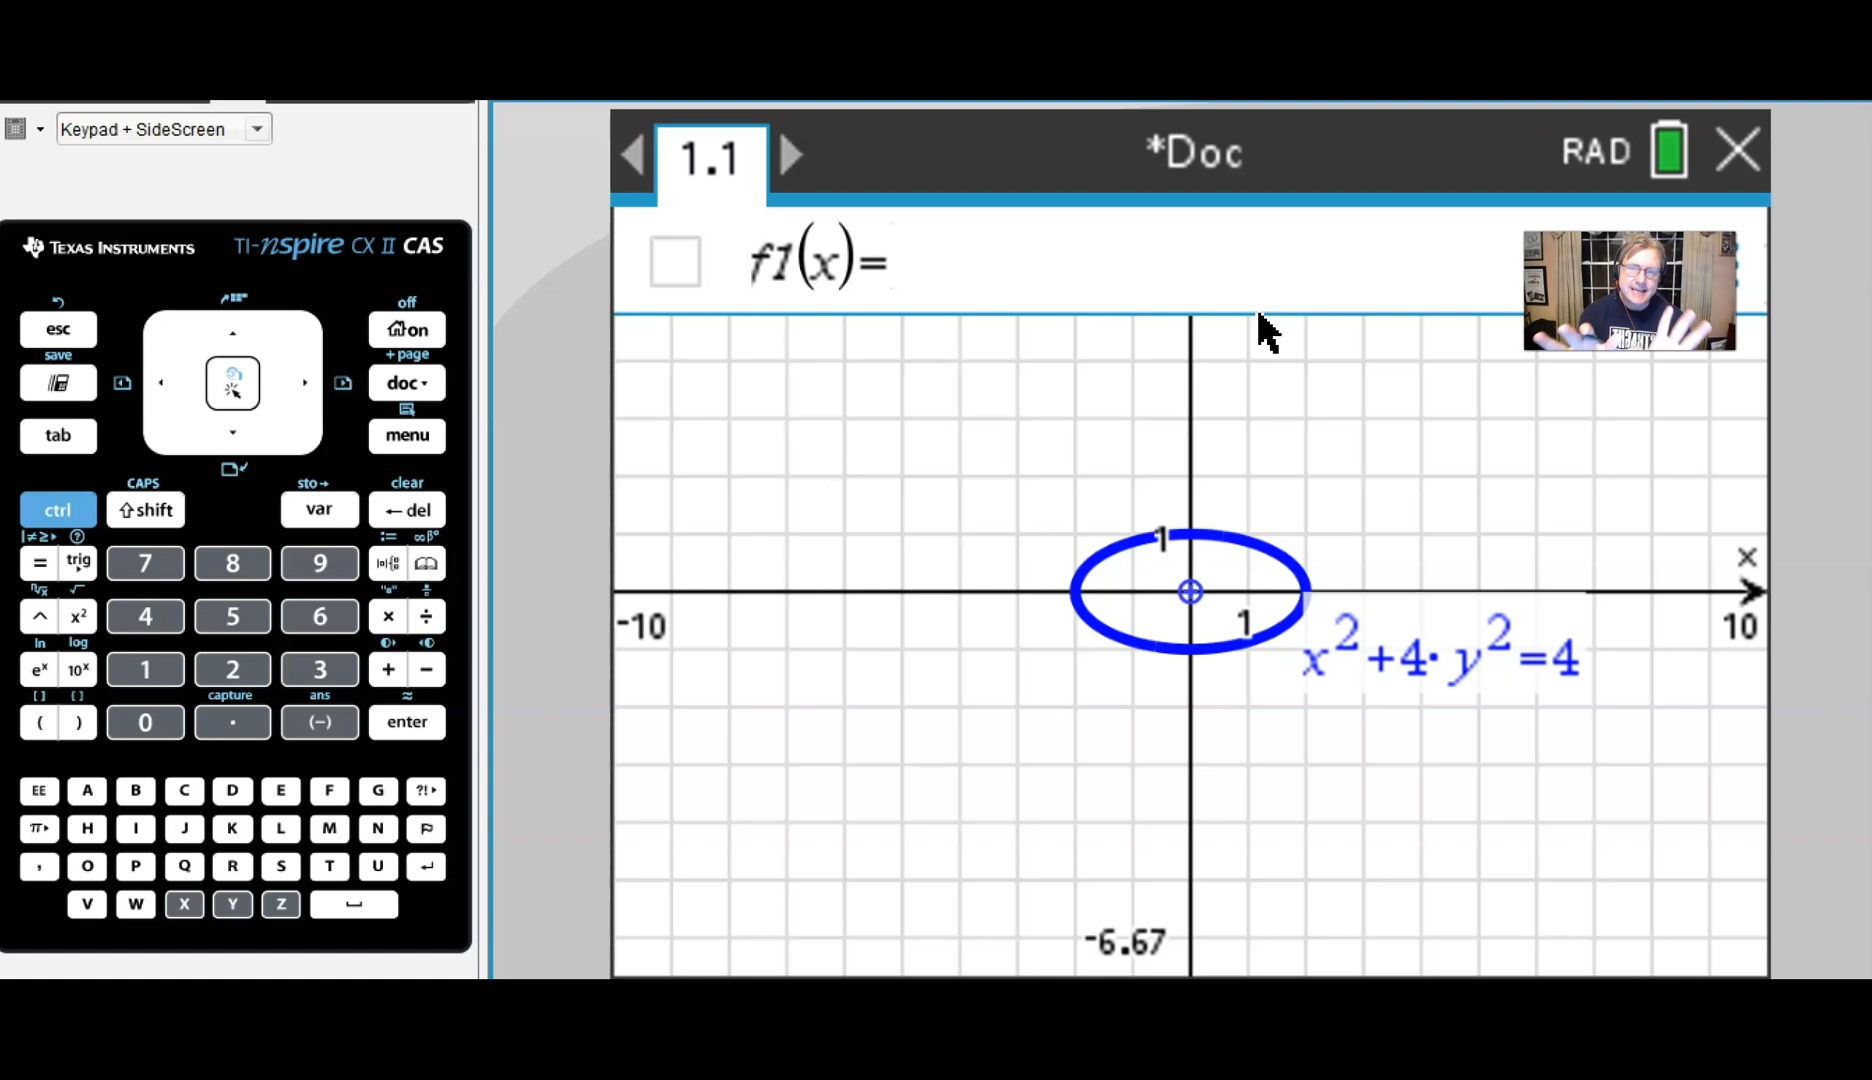 Keypad + SideScreen
1.1
*Doc
RAD
f1(x)=
TEXAS INSTRUMENTS
TI-nspire CX II CAS
off
esc
on
save
+ page
doc
tab
menu
CAPS
sto→
clear
ctrl
⇧shift
var
← del
|≠≥▸
?
:=
∞β°
=
trig
7
8
9
ⁿ√x
√
"▫"
^
x²
4
5
6
×
÷
ln
log
eˣ
10ˣ
1
2
3
+
−
[ ]
{ }
capture
ans
≈
(
)
0
.
(−)
enter
EE
A
B
C
D
E
F
G
?!▸
π▸
H
I
J
K
L
M
N
,
O
P
Q
R
S
T
U
↵
V
W
X
Y
Z
1
x
-10
1
10
x²+4·y²=4
-6.67